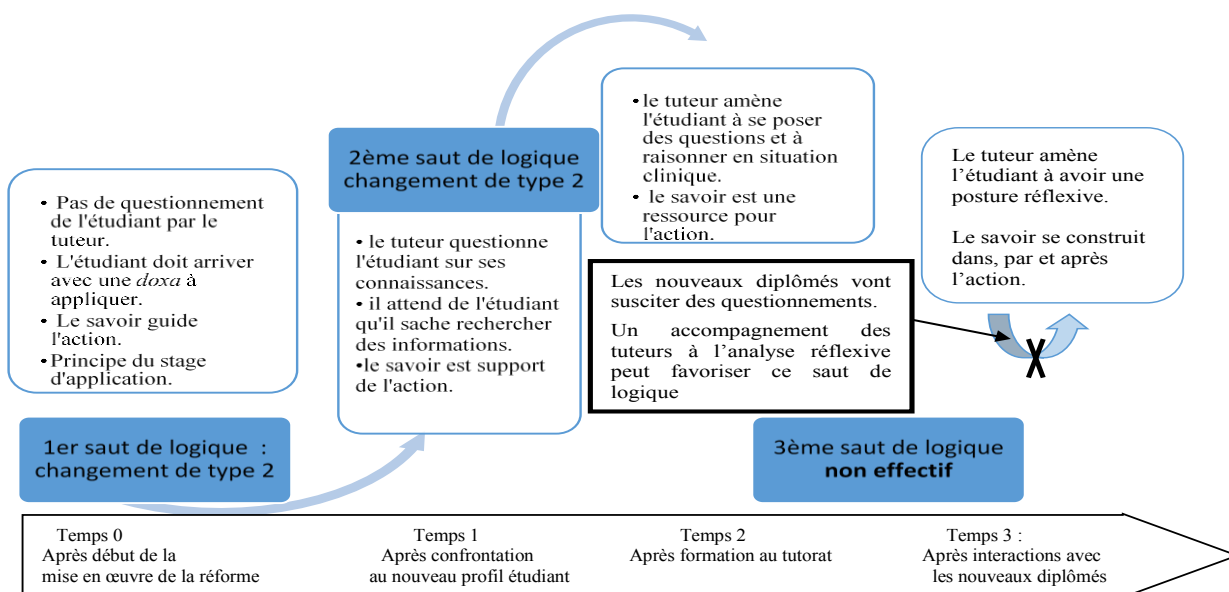 • Pas de questionnement
de l'étudiant par le
tuteur.
• L'étudiant doit arriver
avec une doxa à
appliquer.
• Le savoir guide
l'action.
• Principe du stage
d'application.
1er saut de logique :
changement de type 2
2ème saut de logique
changement de type 2
• le tuteur questionne
l'étudiant sur ses
connaissances.
• il attend de l'étudiant
qu'il sache rechercher
des informations.
•le savoir est support
de l'action.
• le tuteur amène
l'étudiant à se poser
des questions et à
raisonner en situation
clinique.
• le savoir est une
ressource pour
l'action.
Les nouveaux diplômés vont
susciter des questionnements.
Un accompagnement des
tuteurs à l’analyse réflexive
peut favoriser ce saut de
logique
Le tuteur amène
l’étudiant à avoir une
posture réflexive.
Le savoir se construit
dans, par et après
l’action.
X
3ème saut de logique
non effectif
Temps 0
Après début de la
mise en œuvre de la réforme
Temps 1
Après confrontation
au nouveau profil étudiant
Temps 2
Après formation au tutorat
Temps 3 :
Après interactions avec
les nouveaux diplômés